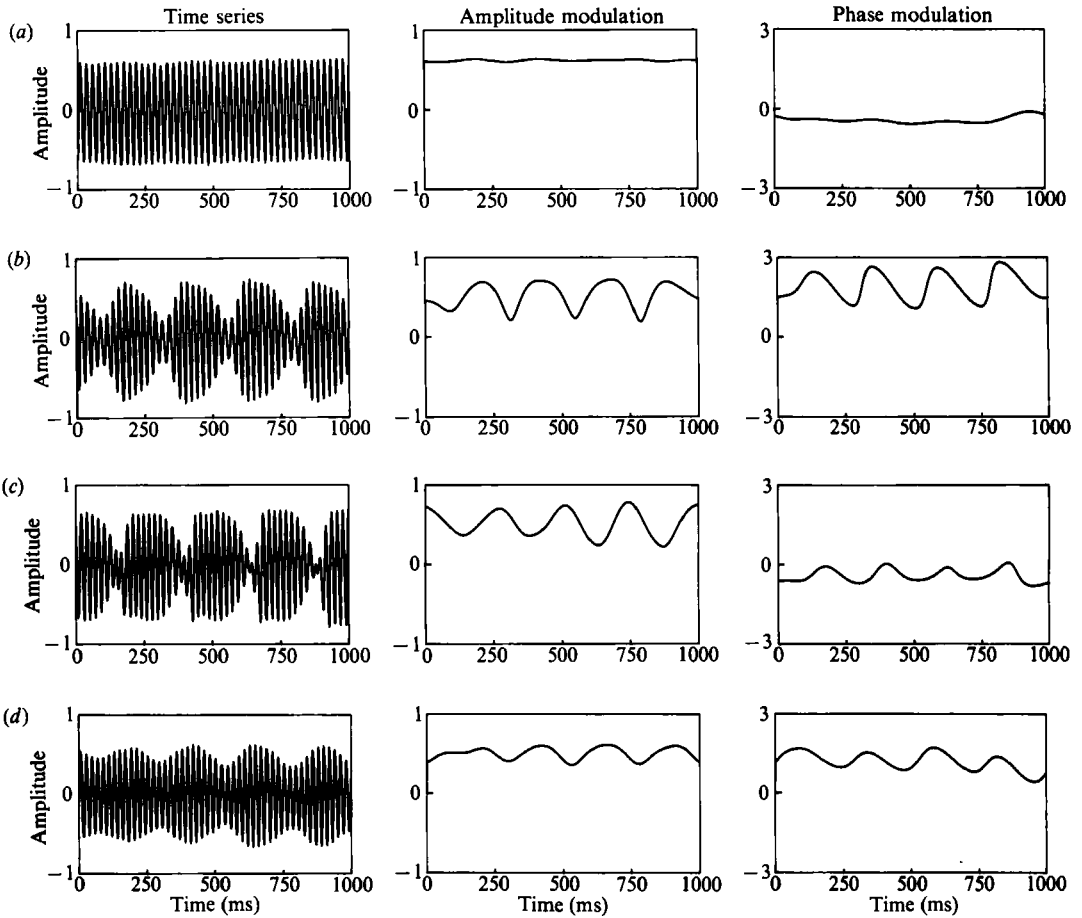 Time series Amplitude modulation Phase modulation
(a) 1 1 3
Amplitude 0 0 0
−1 −1 −3
0 250 500 750 1000 0 250 500 750 1000 0 250 500 750 1000
(b) 1 1 3
Amplitude 0 0 0
−1 −1 −3
0 250 500 750 1000 0 250 500 750 1000 0 250 500 750 1000
(c) 1 1 3
Amplitude 0 0 0
−1 −1 −3
0 250 500 750 1000 0 250 500 750 1000 0 250 500 750 1000
(d) 1 1 3
Amplitude 0 0 0
−1 −1 −3
0 250 500 750 1000 0 250 500 750 1000 0 250 500 750 1000
Time (ms) Time (ms) Time (ms)